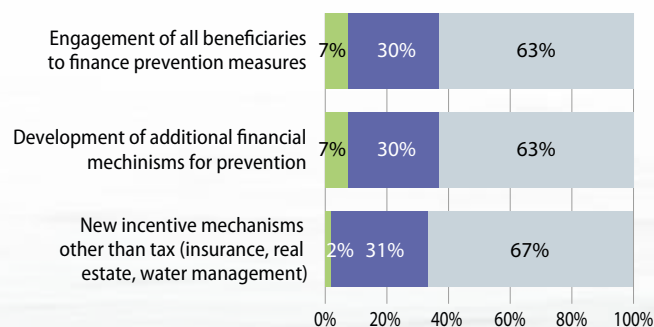 Engagement of all beneficiaries
to finance prevention measures
7% 30% 63%
Development of additional financial
mechinisms for prevention
7% 30% 63%
New incentive mechanisms
other than tax (insurance, real
estate, water management)
2% 31% 67%
0% 20% 40% 60% 80% 100%